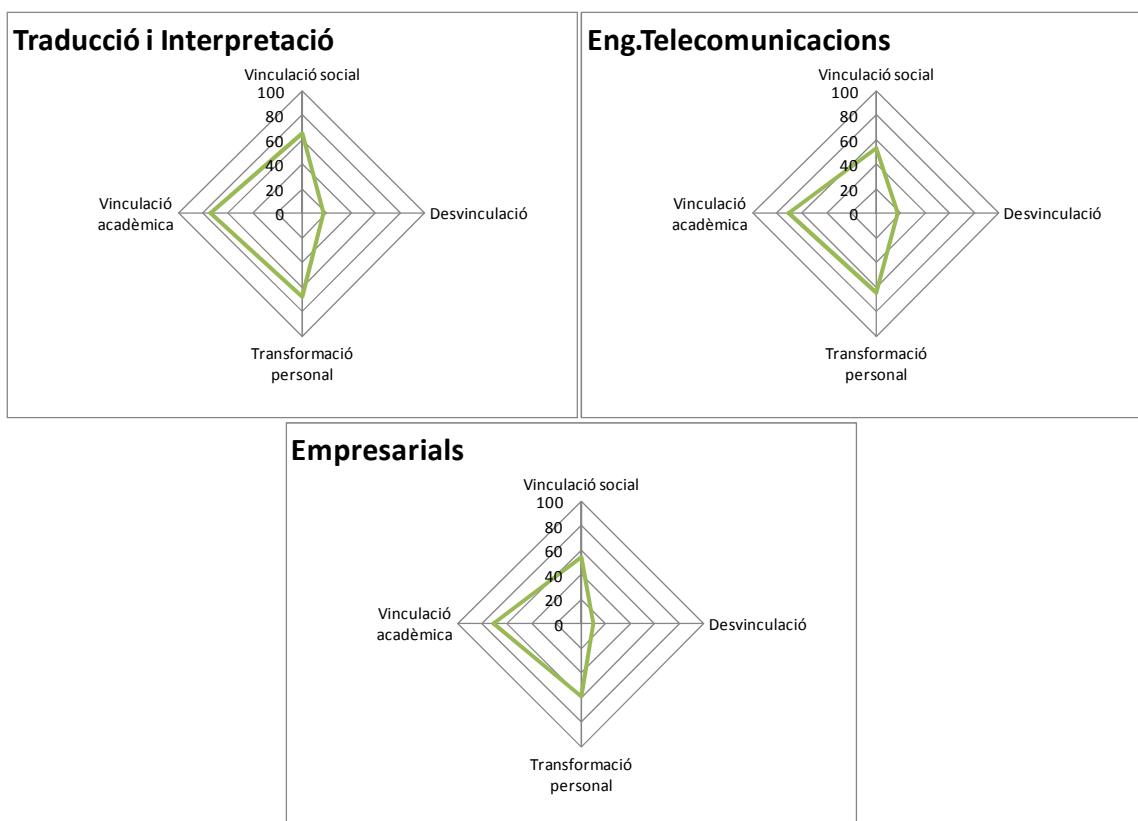 Traducció i Interpretació
Vinculació social
100
80
60
40
20
0
Vinculació
acadèmica
Desvinculació
Transformació
personal
Eng.Telecomunicacions
Vinculació social
100
80
60
40
20
0
Vinculació
acadèmica
Desvinculació
Transformació
personal
Empresarials
Vinculació social
100
80
60
40
20
0
Vinculació
acadèmica
Desvinculació
Transformació
personal